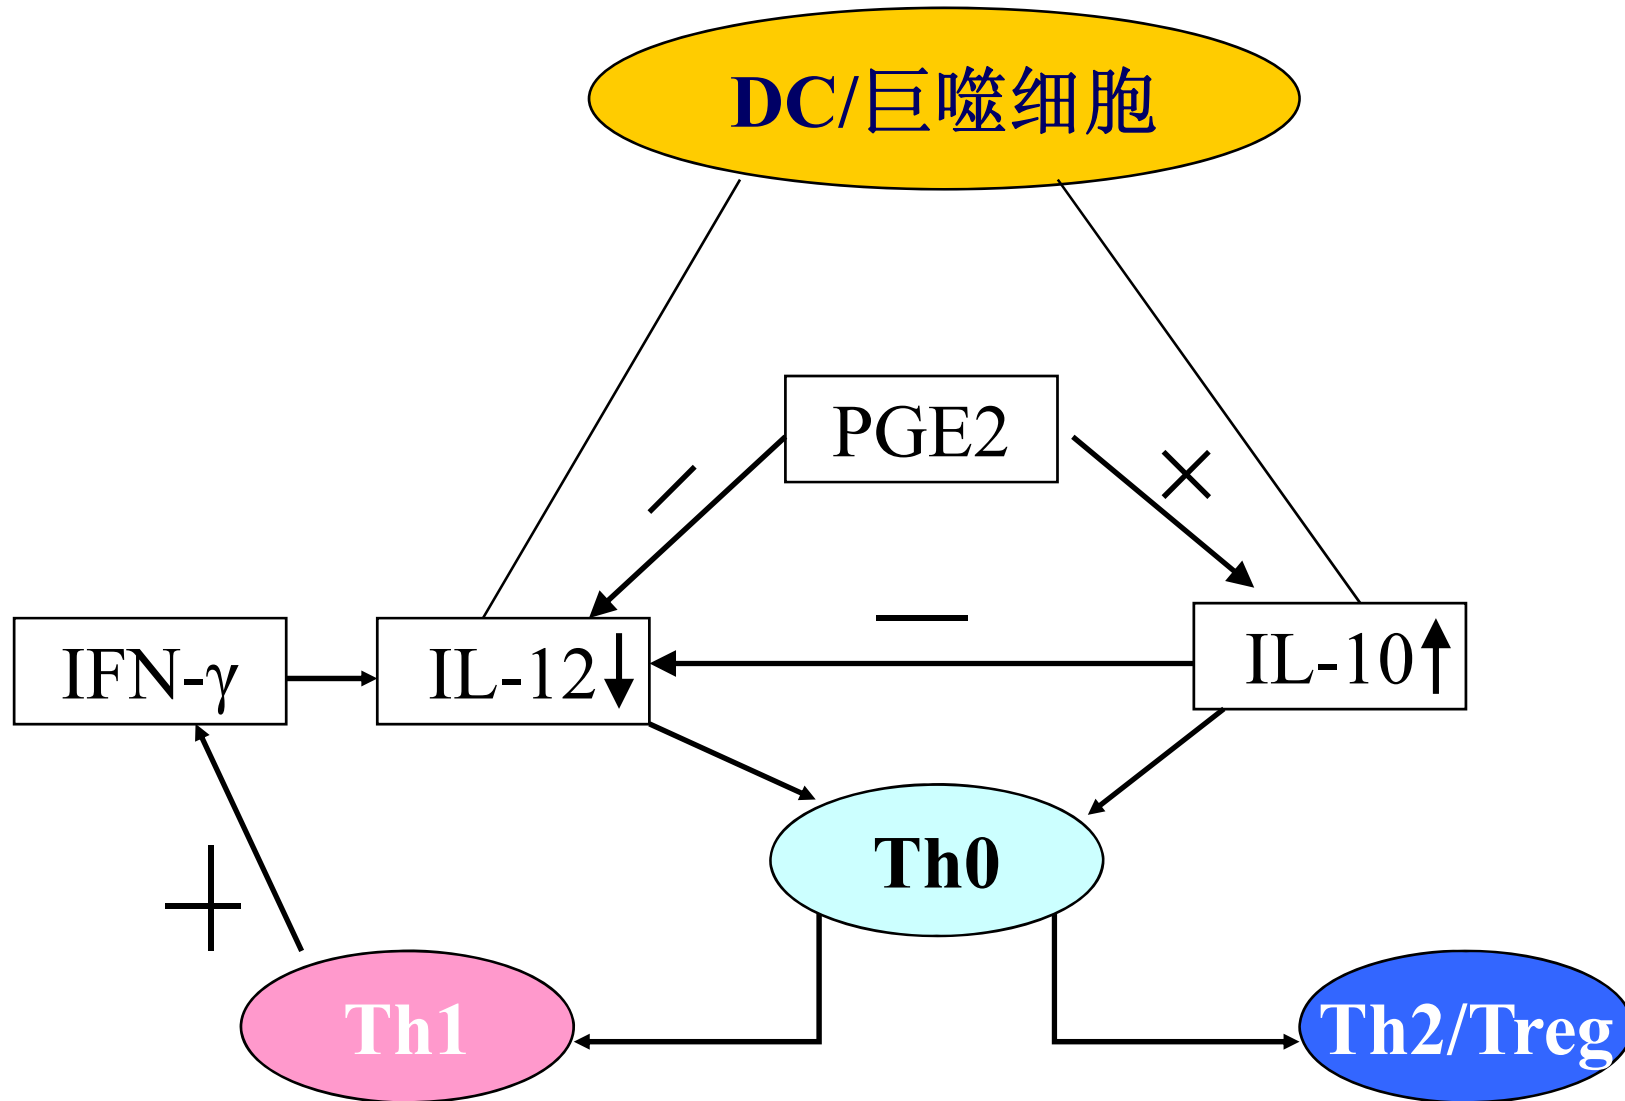 DC/巨噬细胞
PGE2
IFN-γ
IL-12↓
IL-10↑
Th0
Th1
Th2/Treg